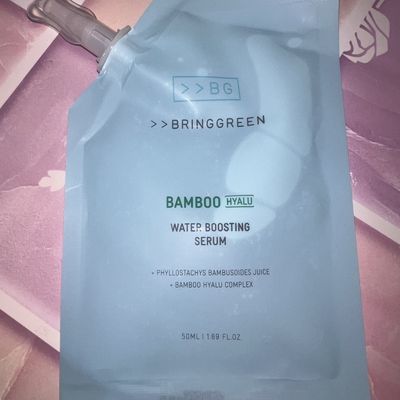 >>BG
>>BRINGGREEN
BAMBOO HYALU
WATER BOOSTING
SERUM
+ PHYLLOSTACHYS BAMBUSOIDES JUICE
+ BAMBOO HYALU COMPLEX
50ML | 1.69 FL.OZ.